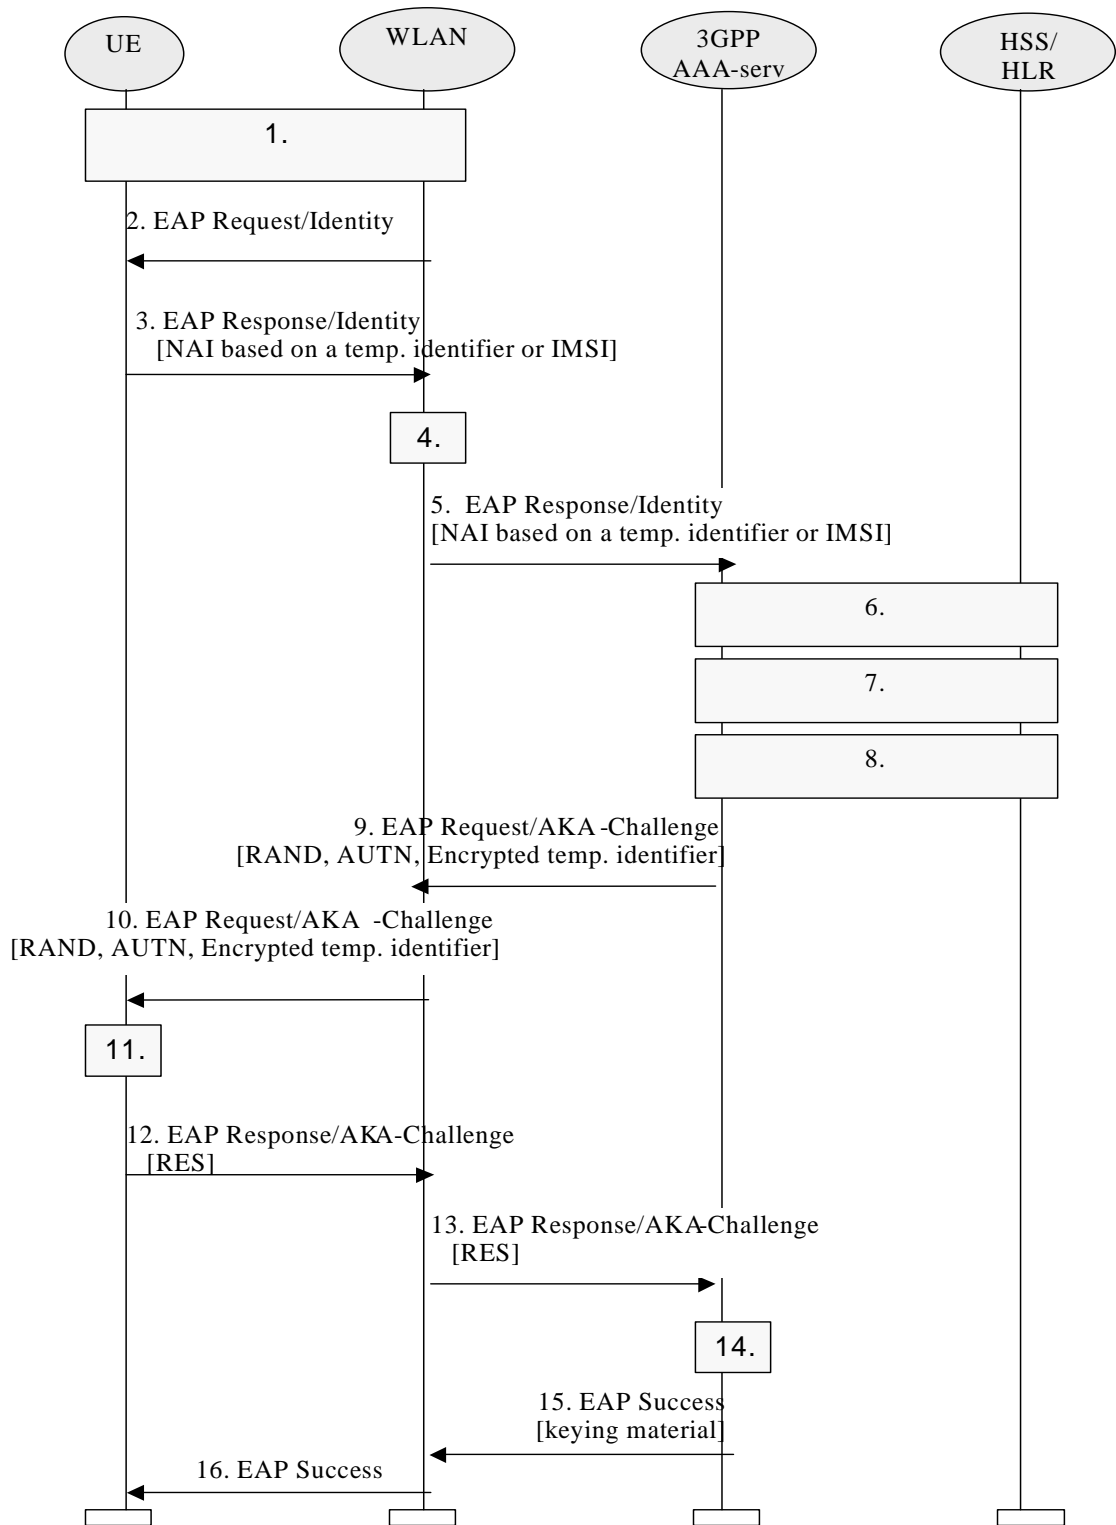 UE
WLAN
3GPP
AAA-serv
HSS/
HLR
1.
2. EAP Request/Identity
3. EAP Response/Identity
[NAI based on a temp. identifier or IMSI]
4.
5. EAP Response/Identity
[NAI based on a temp. identifier or IMSI]
6.
7.
8.
9. EAP Request/AKA-Challenge
[RAND, AUTN, Encrypted temp. identifier]
10. EAP Request/AKA -Challenge
[RAND, AUTN, Encrypted temp. identifier]
11.
12. EAP Response/AKA-Challenge
[RES]
13. EAP Response/AKA-Challenge
[RES]
14.
15. EAP Success
[keying material]
16. EAP Success